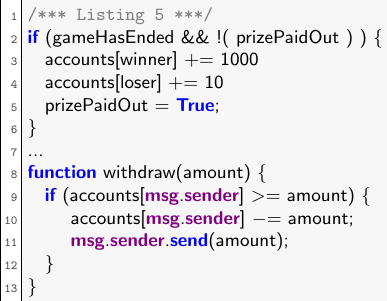 1 /*** Listing 5 ***/
2 if (gameHasEnded && !( prizePaidOut ) ) {
3 accounts[winner] += 1000
4 accounts[loser] += 10
5 prizePaidOut = True;
6 }
7 ...
8 function withdraw(amount) {
9 if (accounts[msg.sender] >= amount) {
10 accounts[msg.sender] −= amount;
11 msg.sender.send(amount);
12 }
13 }